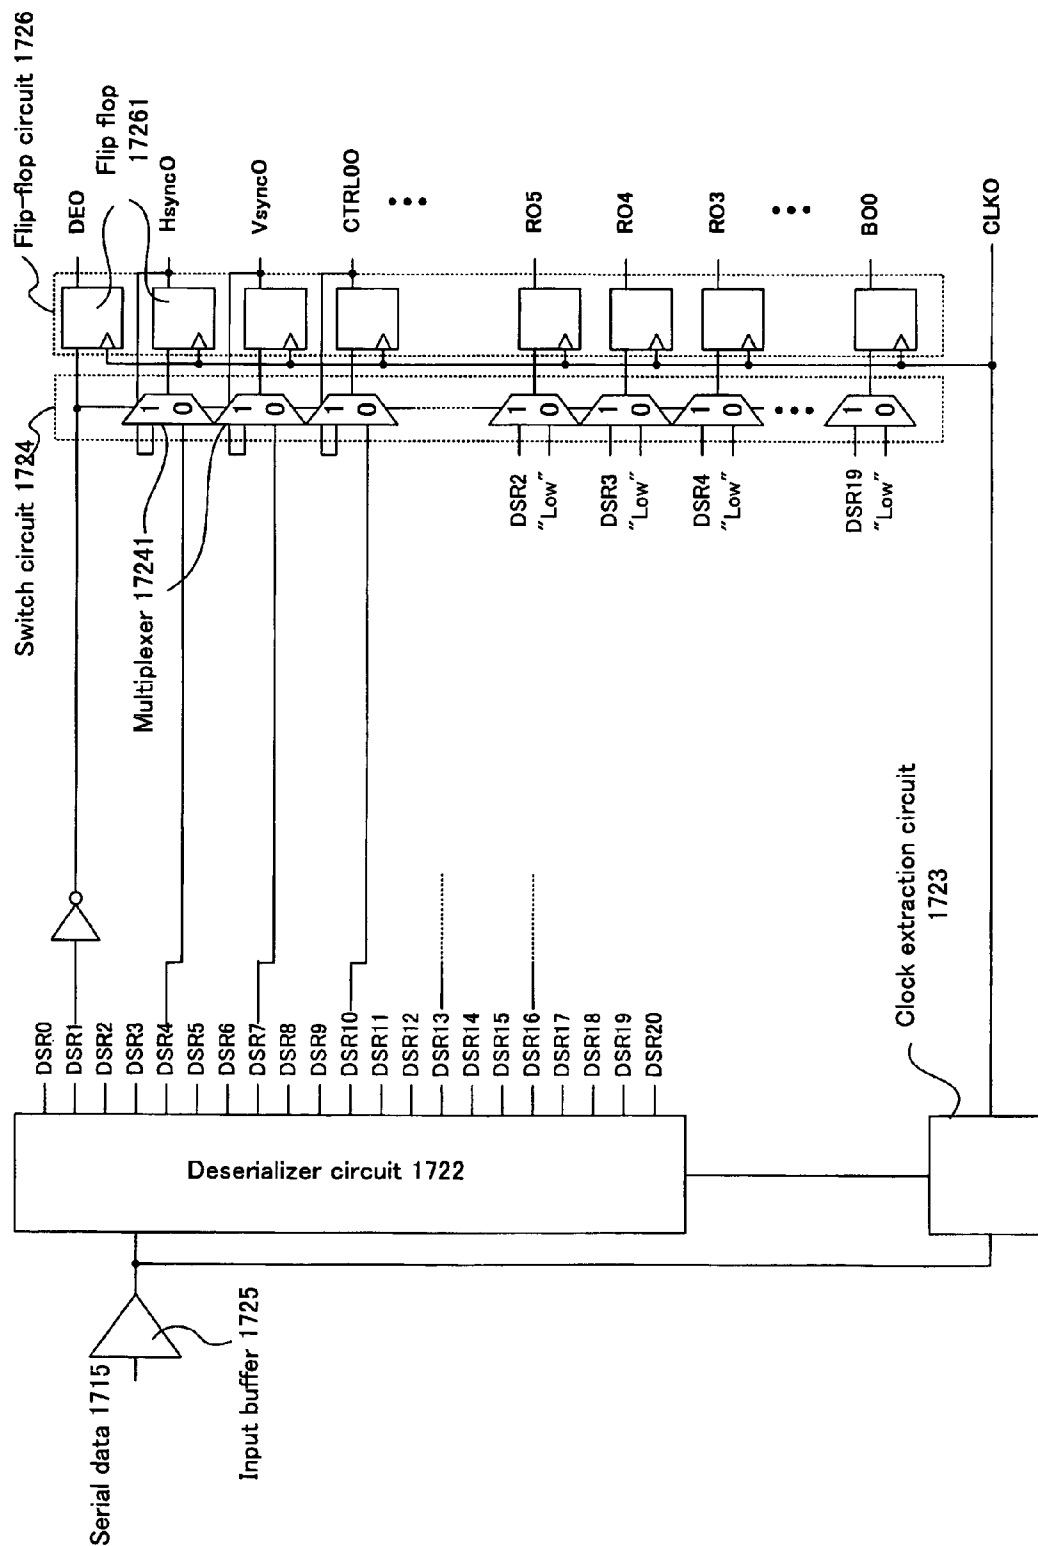 Serial data 1715
Input buffer 1725
Deserializer circuit 1722
Clock extraction circuit
1723
DSR0
DSR1
DSR2
DSR3
DSR4
DSR5
DSR6
DSR7
DSR8
DSR9
DSR10
DSR11
DSR12
DSR13
DSR14
DSR15
DSR16
DSR17
DSR18
DSR19
DSR20
Switch circuit 1724
Multiplexer 17241
1
0
1
0
1
0
DSR2
"Low"
1
0
DSR3
"Low"
1
0
DSR4
"Low"
1
0
DSR19
"Low"
1
0
Flip-flop circuit 1726
Flip flop
17261
DEO
HsyncO
VsyncO
CTRL0O
RO5
RO4
RO3
BO0
CLKO